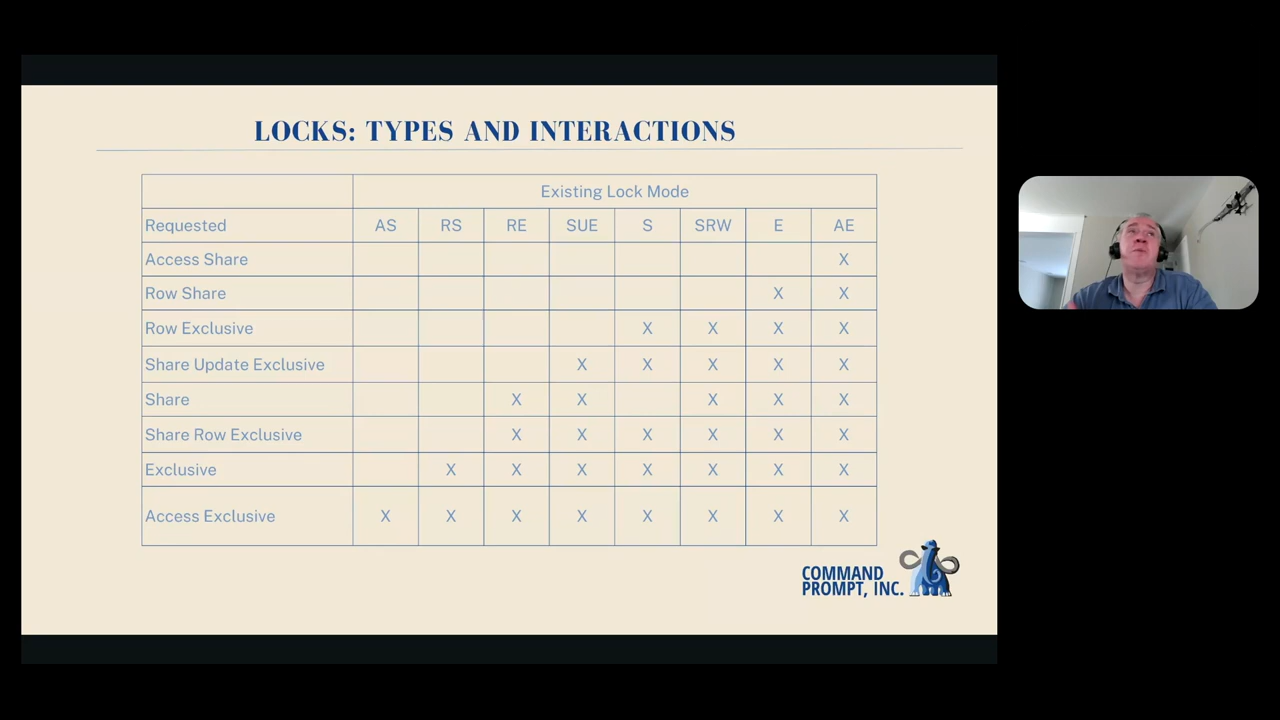 LOCKS: TYPES AND INTERACTIONS
Existing Lock Mode
Requested AS RS RE SUE S SRW E AE
Access Share X
Row Share X X
Row Exclusive X X X X
Share Update Exclusive X X X X X
Share X X X X X
Share Row Exclusive X X X X X X
Exclusive X X X X X X X
Access Exclusive X X X X X X X X
COMMAND
PROMPT, INC.